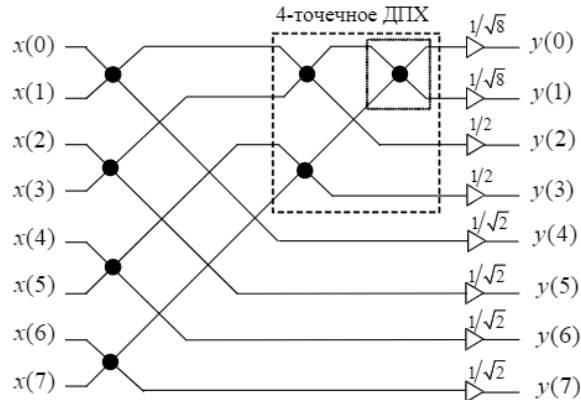 4-точечное ДПХ
x(0) 1/√8 y(0)
x(1) 1/√8 y(1)
x(2) 1/2 y(2)
x(3) 1/2 y(3)
x(4) 1/√2 y(4)
x(5) 1/√2 y(5)
x(6) 1/√2 y(6)
x(7) 1/√2 y(7)